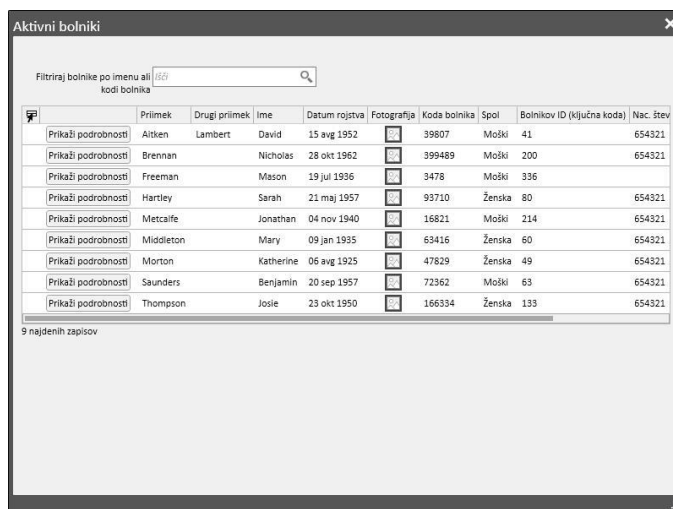 Aktivni bolniki
Filtriraj bolnike po imenu ali Išči
kodi bolnika
Priimek Drugi priimek Ime Datum rojstva Fotografija Koda bolnika Spol Bolnikov ID (ključna koda) Nac. štev
Prikaži podrobnosti Aitken Lambert David 15 avg 1952 39807 Moški 41 654321
Prikaži podrobnosti Brennan Nicholas 28 okt 1962 399489 Moški 200 654321
Prikaži podrobnosti Freeman Mason 19 jul 1936 3478 Moški 336
Prikaži podrobnosti Hartley Sarah 21 maj 1957 93710 Ženska 80 654321
Prikaži podrobnosti Metcalfe Jonathan 04 nov 1940 16821 Moški 214 654321
Prikaži podrobnosti Middleton Mary 09 jan 1935 63416 Ženska 60 654321
Prikaži podrobnosti Morton Katherine 06 avg 1925 47829 Ženska 49 654321
Prikaži podrobnosti Saunders Benjamin 20 sep 1957 72362 Moški 63 654321
Prikaži podrobnosti Thompson Josie 23 okt 1950 166334 Ženska 133 654321
9 najdenih zapisov